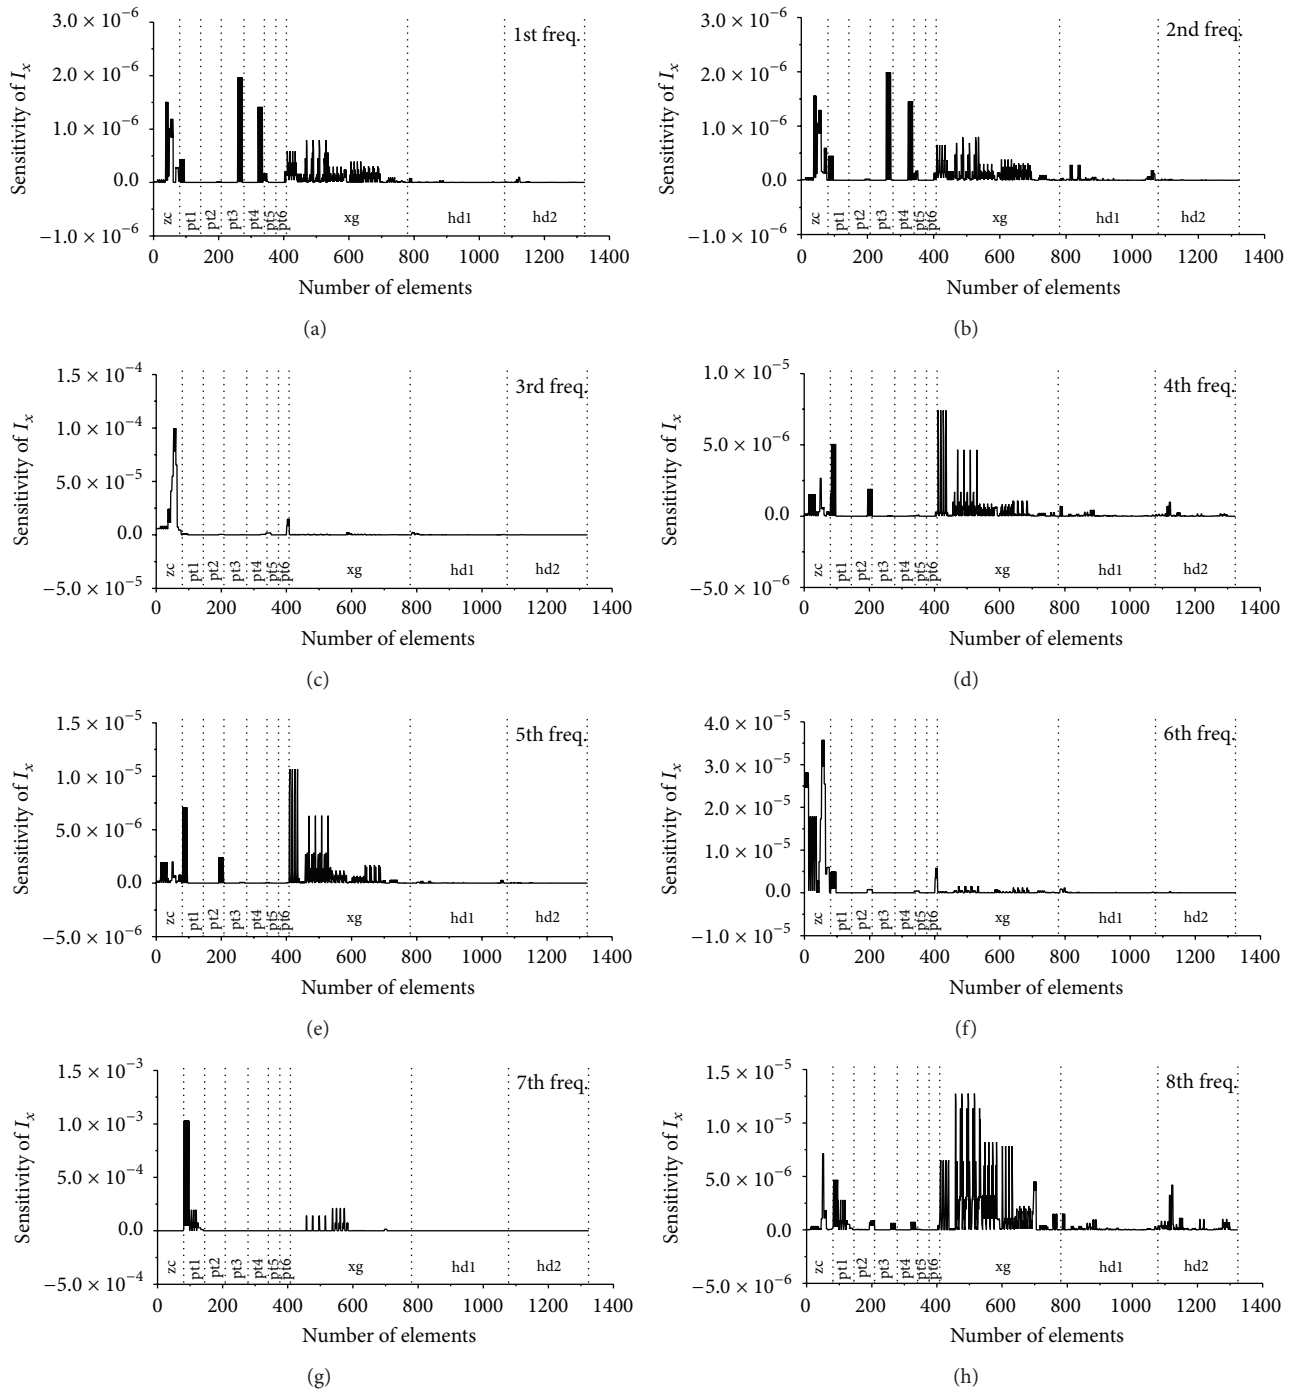 3.0 × 10⁻⁶
2.0 × 10⁻⁶
1.0 × 10⁻⁶
0.0
−1.0 × 10⁻⁶
Sensitivity of Iₓ
1st freq.
zc pt1 pt2 pt3 pt4 pt5 pt6 xg hd1 hd2
0 200 400 600 800 1000 1200 1400
Number of elements
(a)
3.0 × 10⁻⁶
2.0 × 10⁻⁶
1.0 × 10⁻⁶
0.0
−1.0 × 10⁻⁶
Sensitivity of Iₓ
2nd freq.
zc pt1 pt2 pt3 pt4 pt5 pt6 xg hd1 hd2
0 200 400 600 800 1000 1200 1400
Number of elements
(b)
1.5 × 10⁻⁴
1.0 × 10⁻⁴
5.0 × 10⁻⁵
0.0
−5.0 × 10⁻⁵
Sensitivity of Iₓ
3rd freq.
zc pt1 pt2 pt3 pt4 pt5 pt6 xg hd1 hd2
0 200 400 600 800 1000 1200 1400
Number of elements
(c)
1.0 × 10⁻⁵
5.0 × 10⁻⁶
0.0
−5.0 × 10⁻⁶
Sensitivity of Iₓ
4th freq.
zc pt1 pt2 pt3 pt4 pt5 pt6 xg hd1 hd2
0 200 400 600 800 1000 1200 1400
Number of elements
(d)
1.5 × 10⁻⁵
1.0 × 10⁻⁵
5.0 × 10⁻⁶
0.0
−5.0 × 10⁻⁶
Sensitivity of Iₓ
5th freq.
zc pt1 pt2 pt3 pt4 pt5 pt6 xg hd1 hd2
0 200 400 600 800 1000 1200 1400
Number of elements
(e)
4.0 × 10⁻⁵
3.0 × 10⁻⁵
2.0 × 10⁻⁵
1.0 × 10⁻⁵
0.0
−1.0 × 10⁻⁵
Sensitivity of Iₓ
6th freq.
zc pt1 pt2 pt3 pt4 pt5 pt6 xg hd1 hd2
0 200 400 600 800 1000 1200 1400
Number of elements
(f)
1.5 × 10⁻³
1.0 × 10⁻³
5.0 × 10⁻⁴
0.0
−5.0 × 10⁻⁴
Sensitivity of Iₓ
7th freq.
zc pt1 pt2 pt3 pt4 pt5 pt6 xg hd1 hd2
0 200 400 600 800 1000 1200 1400
Number of elements
(g)
1.5 × 10⁻⁵
1.0 × 10⁻⁵
5.0 × 10⁻⁶
0.0
−5.0 × 10⁻⁶
Sensitivity of Iₓ
8th freq.
zc pt1 pt2 pt3 pt4 pt5 pt6 xg hd1 hd2
0 200 400 600 800 1000 1200 1400
Number of elements
(h)